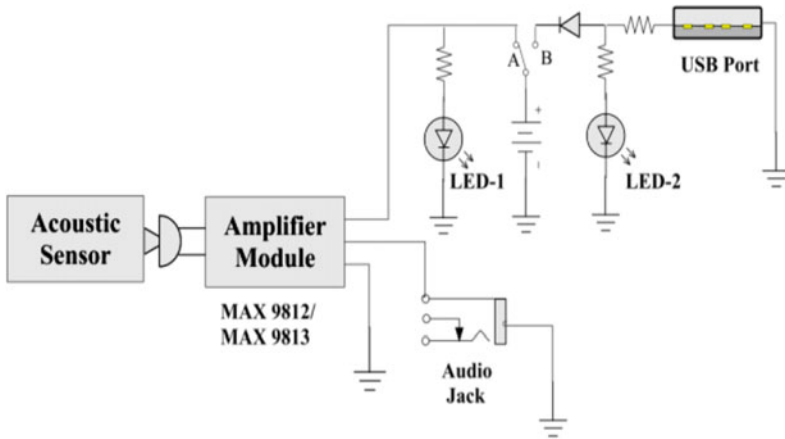 A
B
+
-
USB Port
LED-1
LED-2
Acoustic
Sensor
Amplifier
Module
MAX 9812/
MAX 9813
Audio
Jack